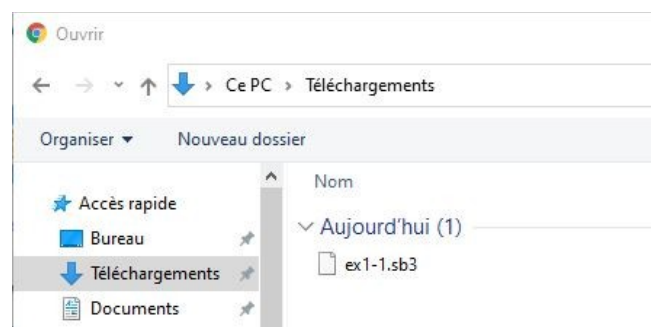 Ouvrir
Ce PC > Téléchargements
Organiser Nouveau dossier
Accès rapide
Bureau
Téléchargements
Documents
Nom
Aujourd'hui (1)
ex1-1.sb3